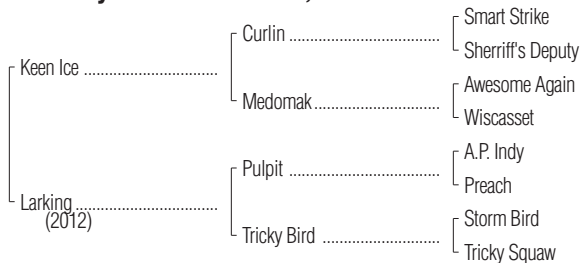 Smart Strike
Curlin ........................
Sherriff's Deputy
Keen Ice ................................
Awesome Again
Medomak....................
Wiscasset
A.P. Indy
Pulpit ..........................
Preach
Larking..................................
(2012)
Storm Bird
Tricky Bird ...................
Tricky Squaw